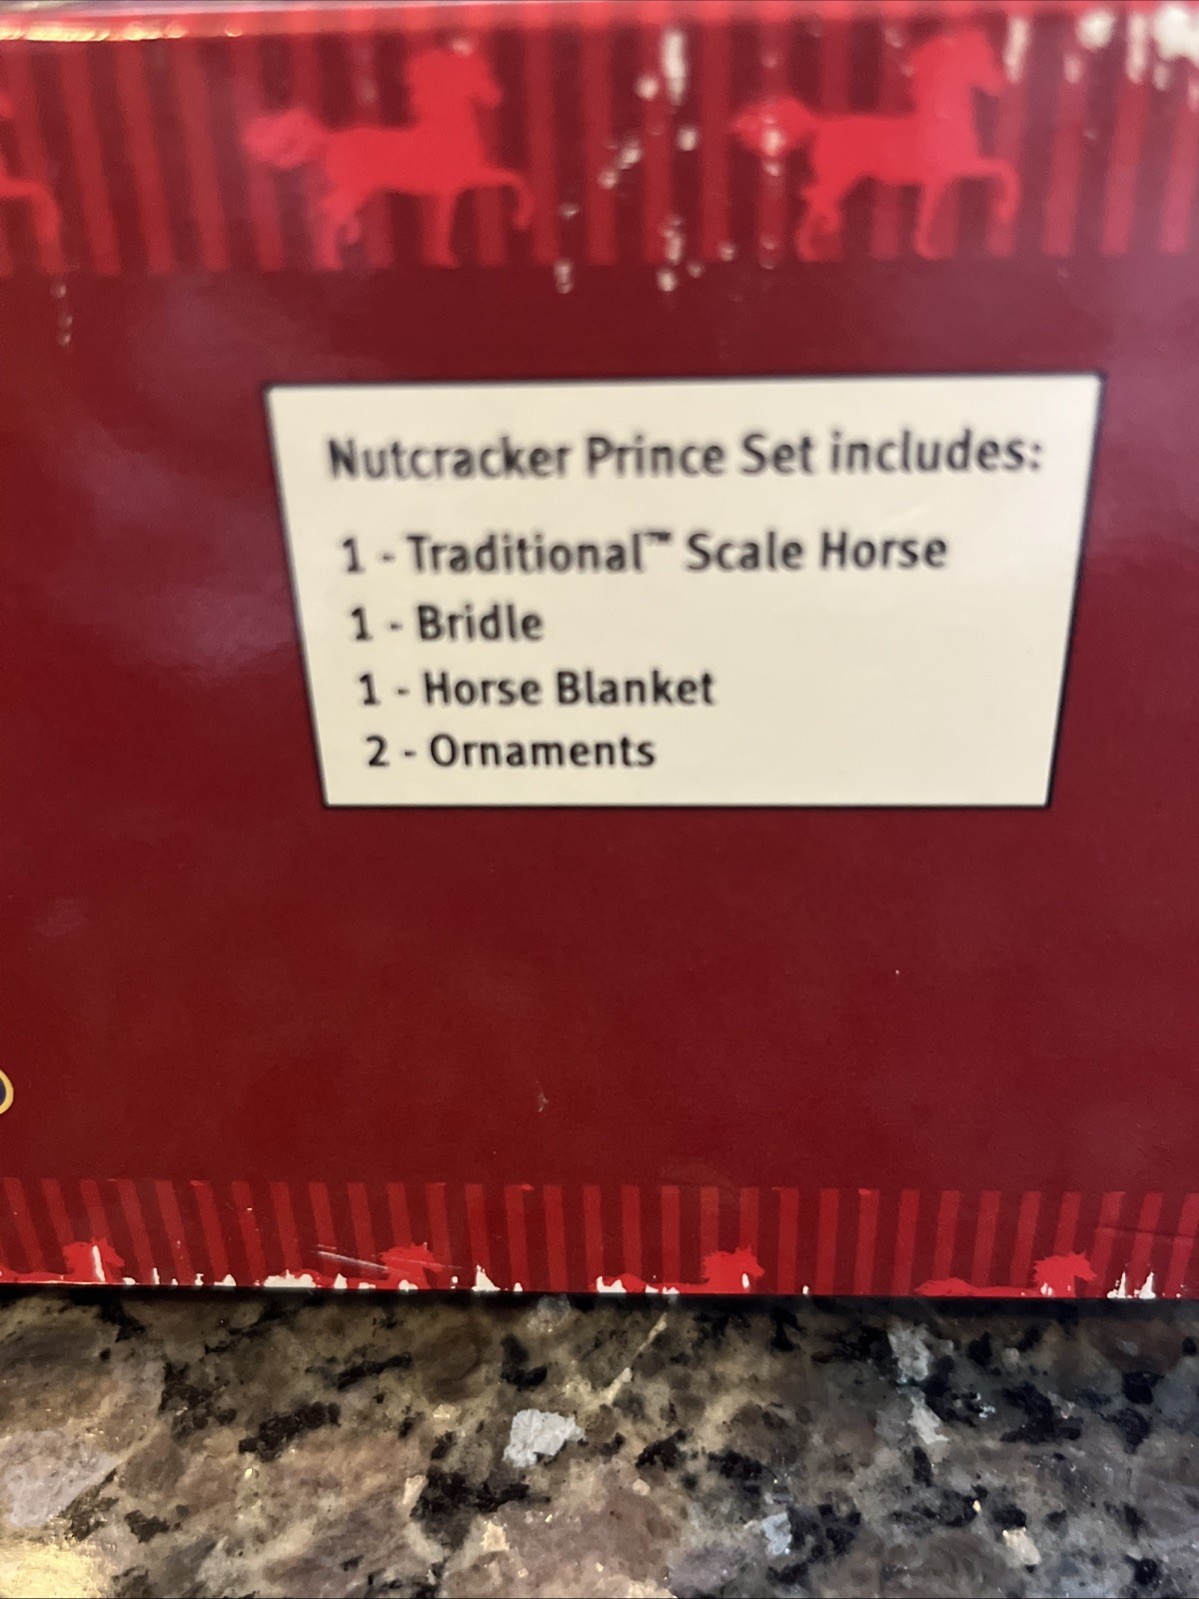 Nutcracker Prince Set includes:
1 - Traditional™ Scale Horse
1 - Bridle
1 - Horse Blanket
2 - Ornaments